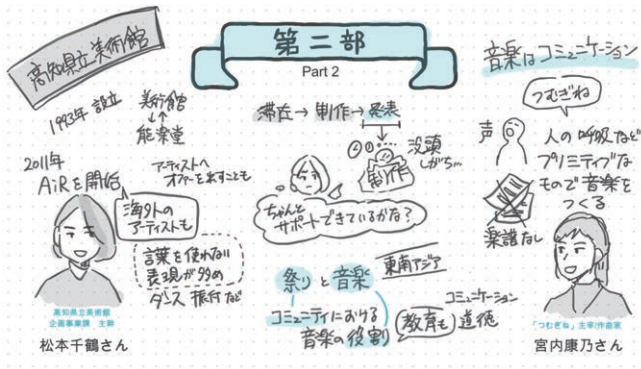 第二部
Part 2
高知県立美術館
1993年 設立
美術館
能楽堂
2011年
AiRを開始
アーティストへ
オファーを出すことも
海外の
アーティストも
言葉を使わない
表現が多め
ダンス 振付 など
高知県立美術館
企画事業課 主幹
松本千鶴さん
滞在→制作→発表
没頭
しがち…
制作
ちゃんと
サポートできているかな?
祭りと音楽
東南アジア
コミュニティにおける
音楽の役割
教育も
コミュニケーション
道徳
音楽はコミュニケーション
つむぎね
声
人の呼吸など
プリミティブな
もので音楽を
つくる
楽譜なし
「つむぎね」主宰/作曲家
宮内康乃さん